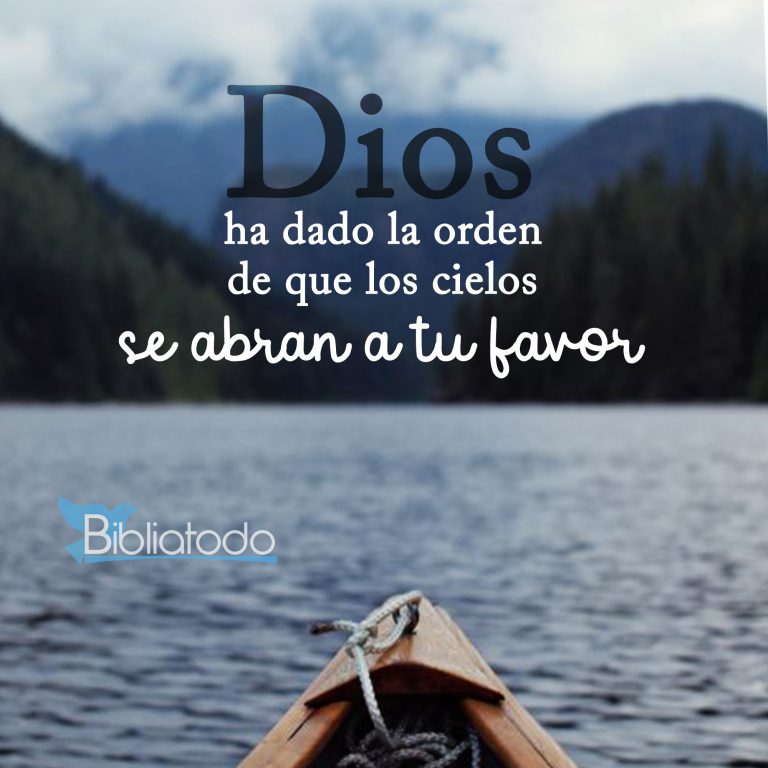 Dios
ha dado la orden
de que los cielos
se abran a tu favor
Bibliatodo